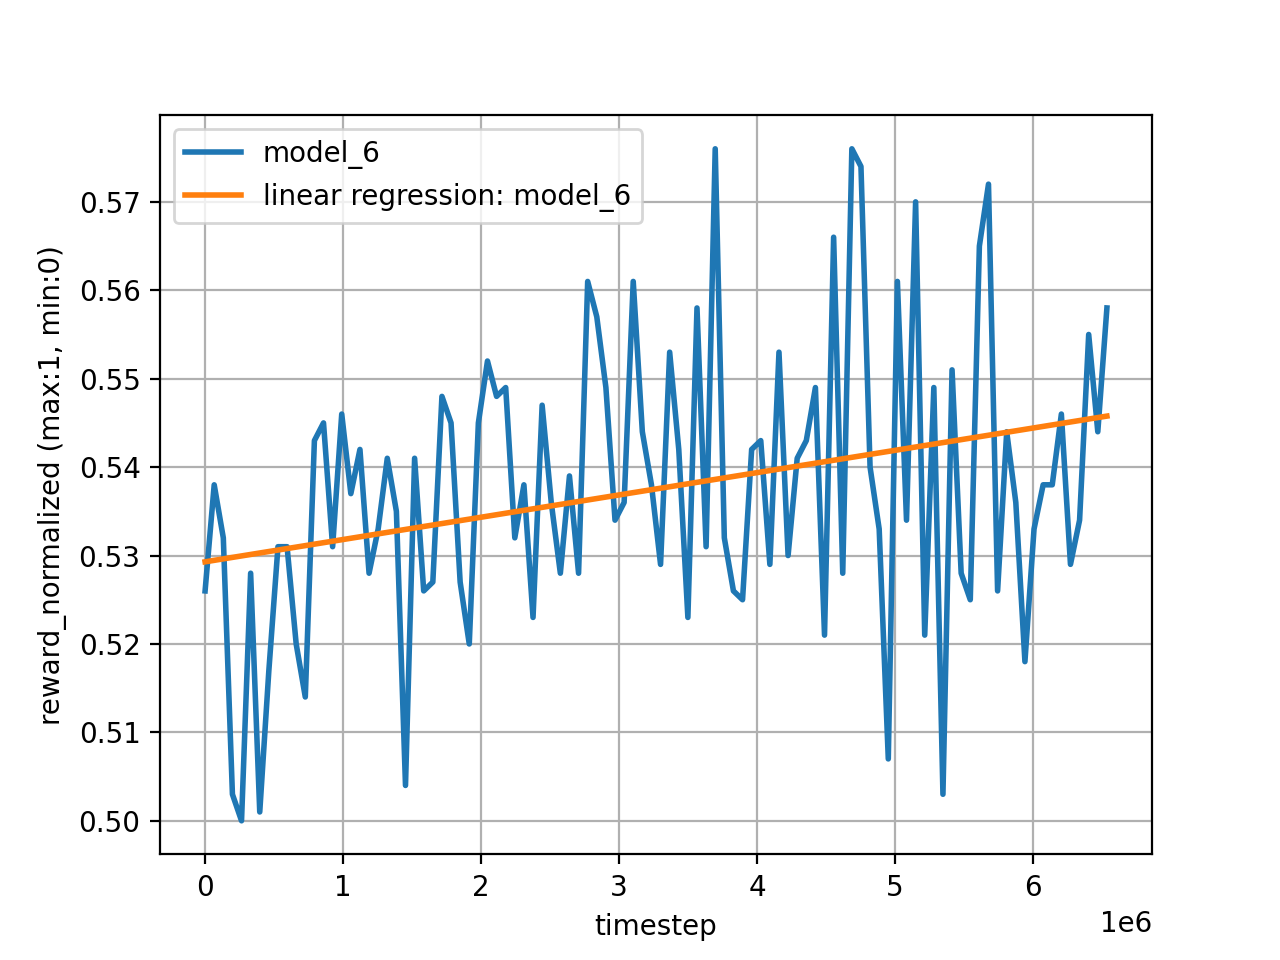 model_6
linear regression: model_6
reward_normalized (max:1, min:0)
0.57
0.56
0.55
0.54
0.53
0.52
0.51
0.50
0 1 2 3 4 5 6
1e6
timestep